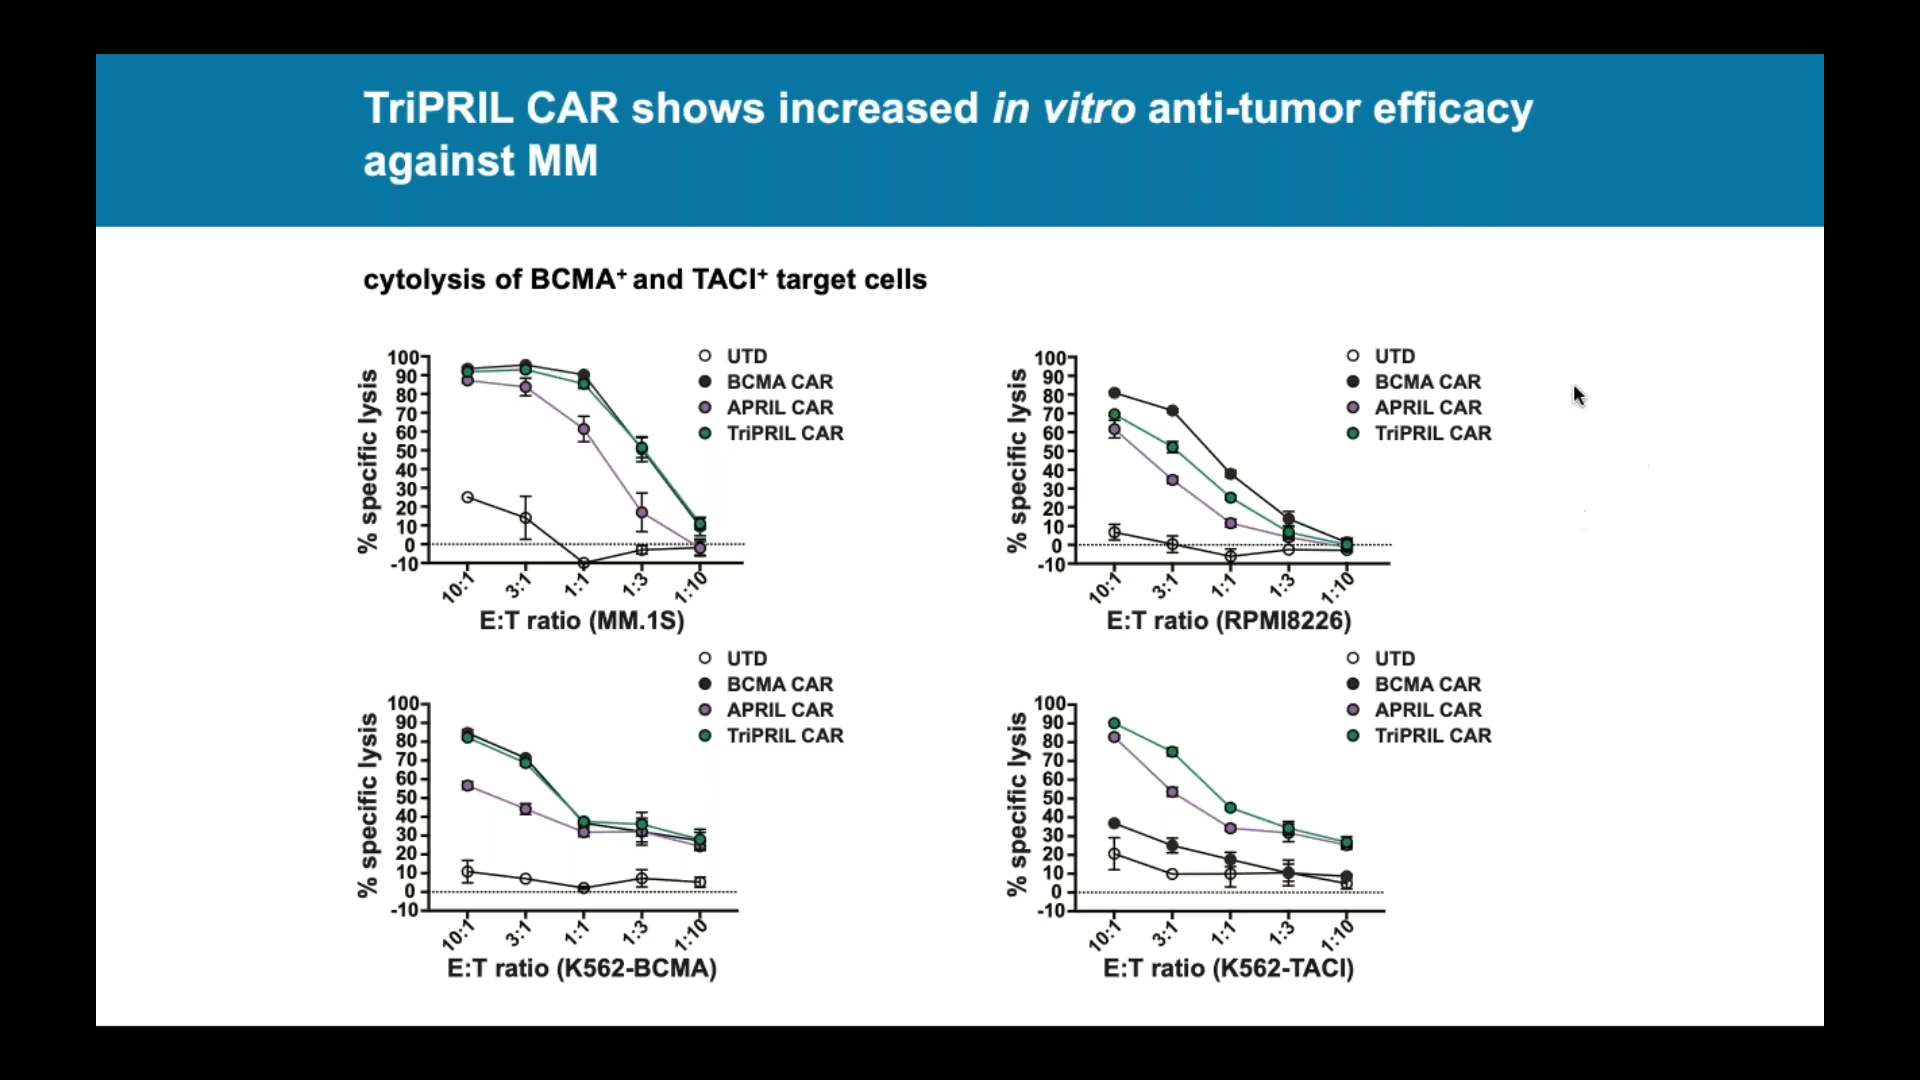 TriPRIL CAR shows increased in vitro anti-tumor efficacy
against MM
cytolysis of BCMA⁺ and TACI⁺ target cells
% specific lysis
100
90
80
70
60
50
40
30
20
10
0
-10
10:1
3:1
1:1
1:3
1:10
E:T ratio (MM.1S)
UTD
BCMA CAR
APRIL CAR
TriPRIL CAR
% specific lysis
100
90
80
70
60
50
40
30
20
10
0
-10
10:1
3:1
1:1
1:3
1:10
E:T ratio (RPMI8226)
UTD
BCMA CAR
APRIL CAR
TriPRIL CAR
% specific lysis
100
90
80
70
60
50
40
30
20
10
0
-10
10:1
3:1
1:1
1:3
1:10
E:T ratio (K562-BCMA)
UTD
BCMA CAR
APRIL CAR
TriPRIL CAR
% specific lysis
100
90
80
70
60
50
40
30
20
10
0
-10
10:1
3:1
1:1
1:3
1:10
E:T ratio (K562-TACI)
UTD
BCMA CAR
APRIL CAR
TriPRIL CAR